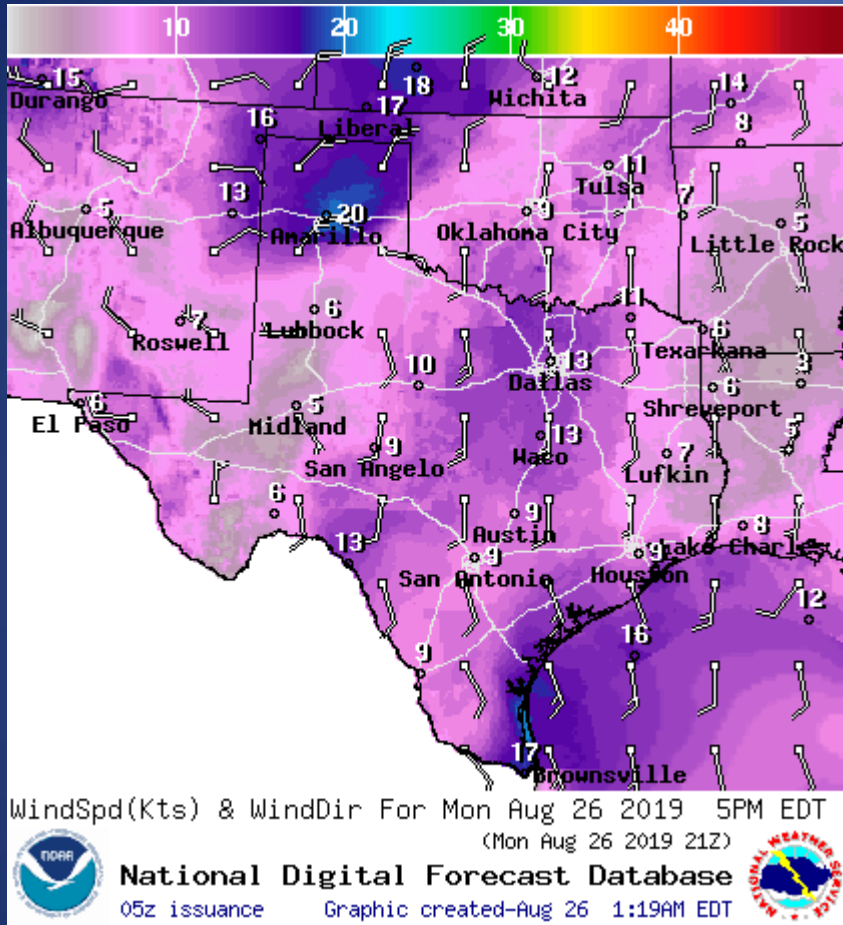 10 20 30 40
15 18 12 14
Durango 17 Wichita
16 Liberal 8
11
Tulsa
5 13 20 9 7 5
Albuquerque Amarillo Oklahoma City Little Rock
7 6 11 6
Roswell Lubbock Texarkana
10 13 3
Dallas
6 5 6
El Paso Midland Shreveport
9 13 7 5
San Angelo Waco Lufkin
6 9 8
Austin
13 9 9 Lake Charles
San Antonio Houston
12
16
9
17
Brownsville
WindSpd(Kts) & WindDir For Mon Aug 26 2019 5PM EDT
(Mon Aug 26 2019 21Z)
NOAA
National Digital Forecast Database
NATIONAL WEATHER SERVICE
05z issuance Graphic created-Aug 26 1:19AM EDT